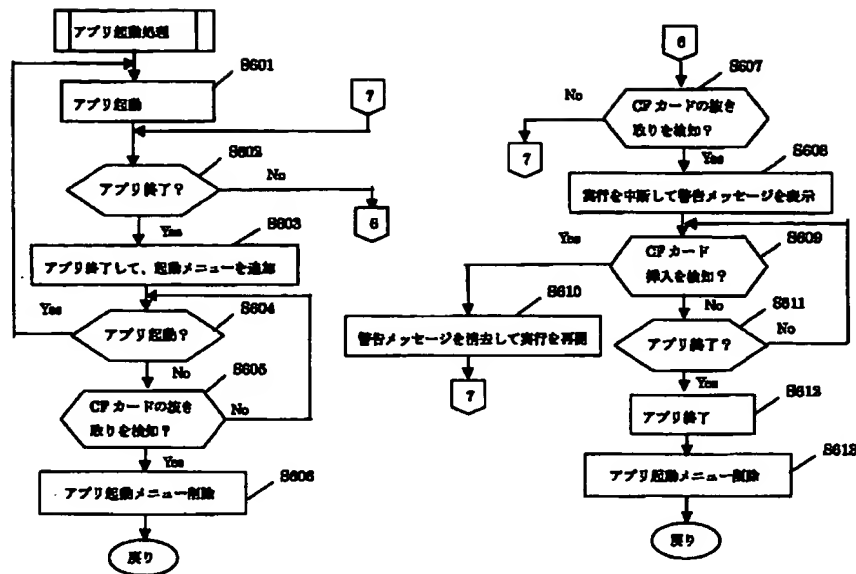 アプリ起動処理
S601
アプリ起動
7
S602
アプリ終了?
No
6
Yes
S603
アプリ終了して、起動メニューを追加
Yes
S604
アプリ起動?
No
S605
CFカードの抜き
取りを検知?
No
Yes
S606
アプリ起動メニュー削除
戻り
6
S607
No
CFカードの抜き
取りを検知?
7
Yes
S608
実行を中断して警告メッセージを表示
Yes
S609
CFカード
挿入を検知?
S610
No
S611
警告メッセージを消去して実行を再開
アプリ終了?
No
7
Yes
S612
アプリ終了
S613
アプリ起動メニュー削除
戻り